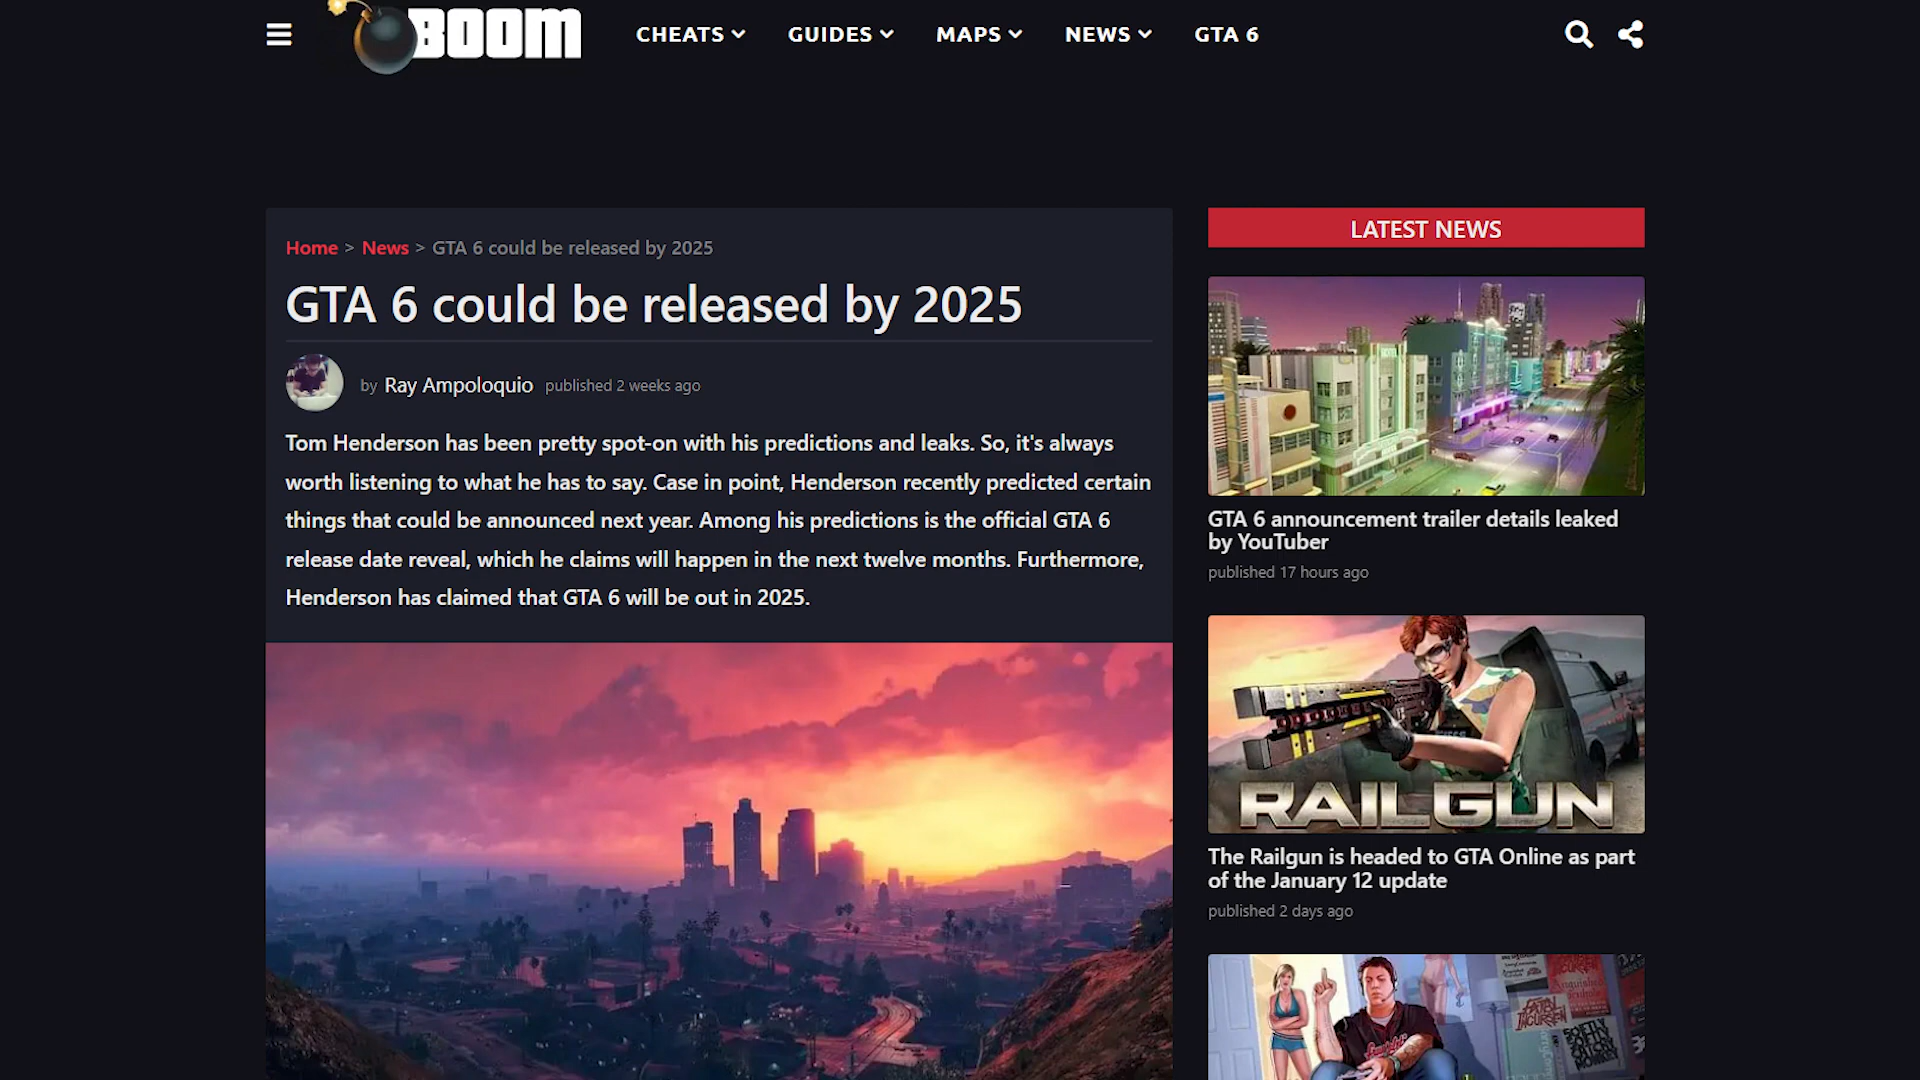 BOOM
CHEATS
GUIDES
MAPS
NEWS
GTA 6
Home > News > GTA 6 could be released by 2025
GTA 6 could be released by 2025
by Ray Ampoloquio published 2 weeks ago
Tom Henderson has been pretty spot-on with his predictions and leaks. So, it's always
worth listening to what he has to say. Case in point, Henderson recently predicted certain
things that could be announced next year. Among his predictions is the official GTA 6
release date reveal, which he claims will happen in the next twelve months. Furthermore,
Henderson has claimed that GTA 6 will be out in 2025.
LATEST NEWS
GTA 6 announcement trailer details leaked
by YouTuber
published 17 hours ago
RAILGUN
The Railgun is headed to GTA Online as part
of the January 12 update
published 2 days ago